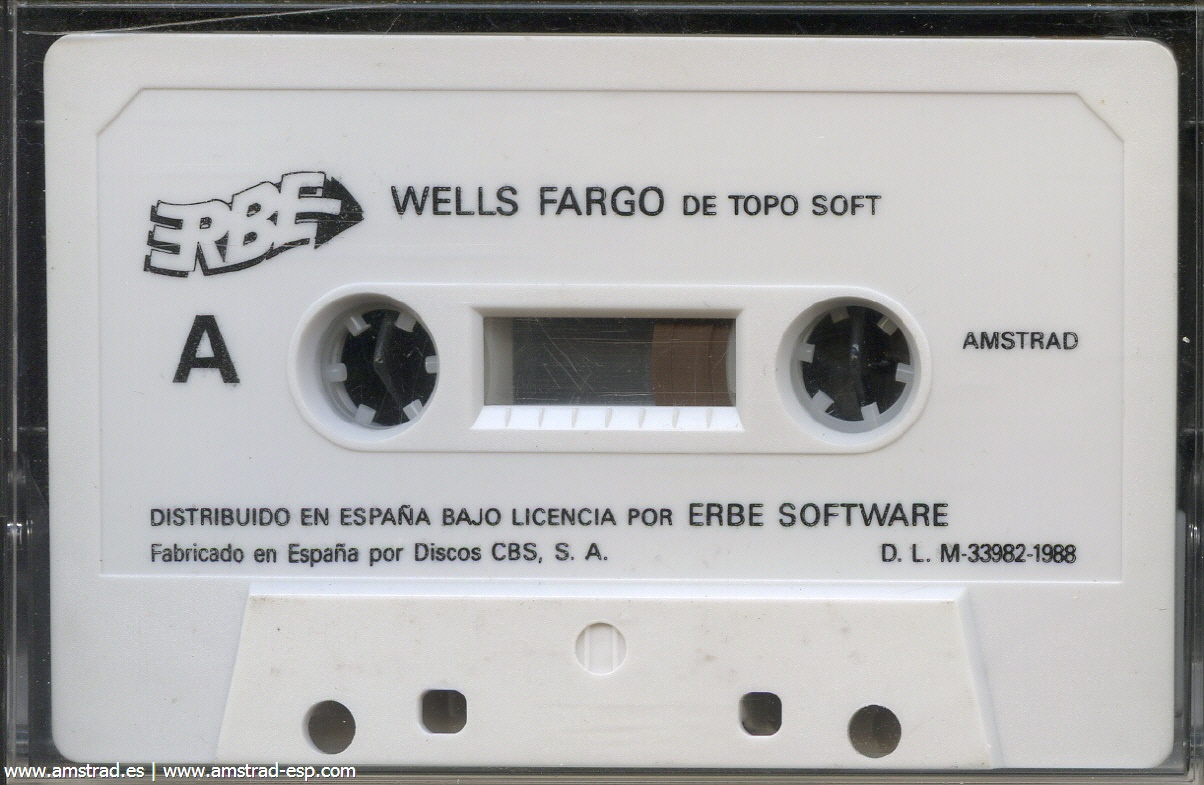 ERBE
WELLS FARGO DE TOPO SOFT
A
AMSTRAD
DISTRIBUIDO EN ESPAÑA BAJO LICENCIA POR ERBE SOFTWARE
Fabricado en España por Discos CBS, S. A. D. L. M-33982-1988
www.amstrad.es | www.amstrad-esp.com